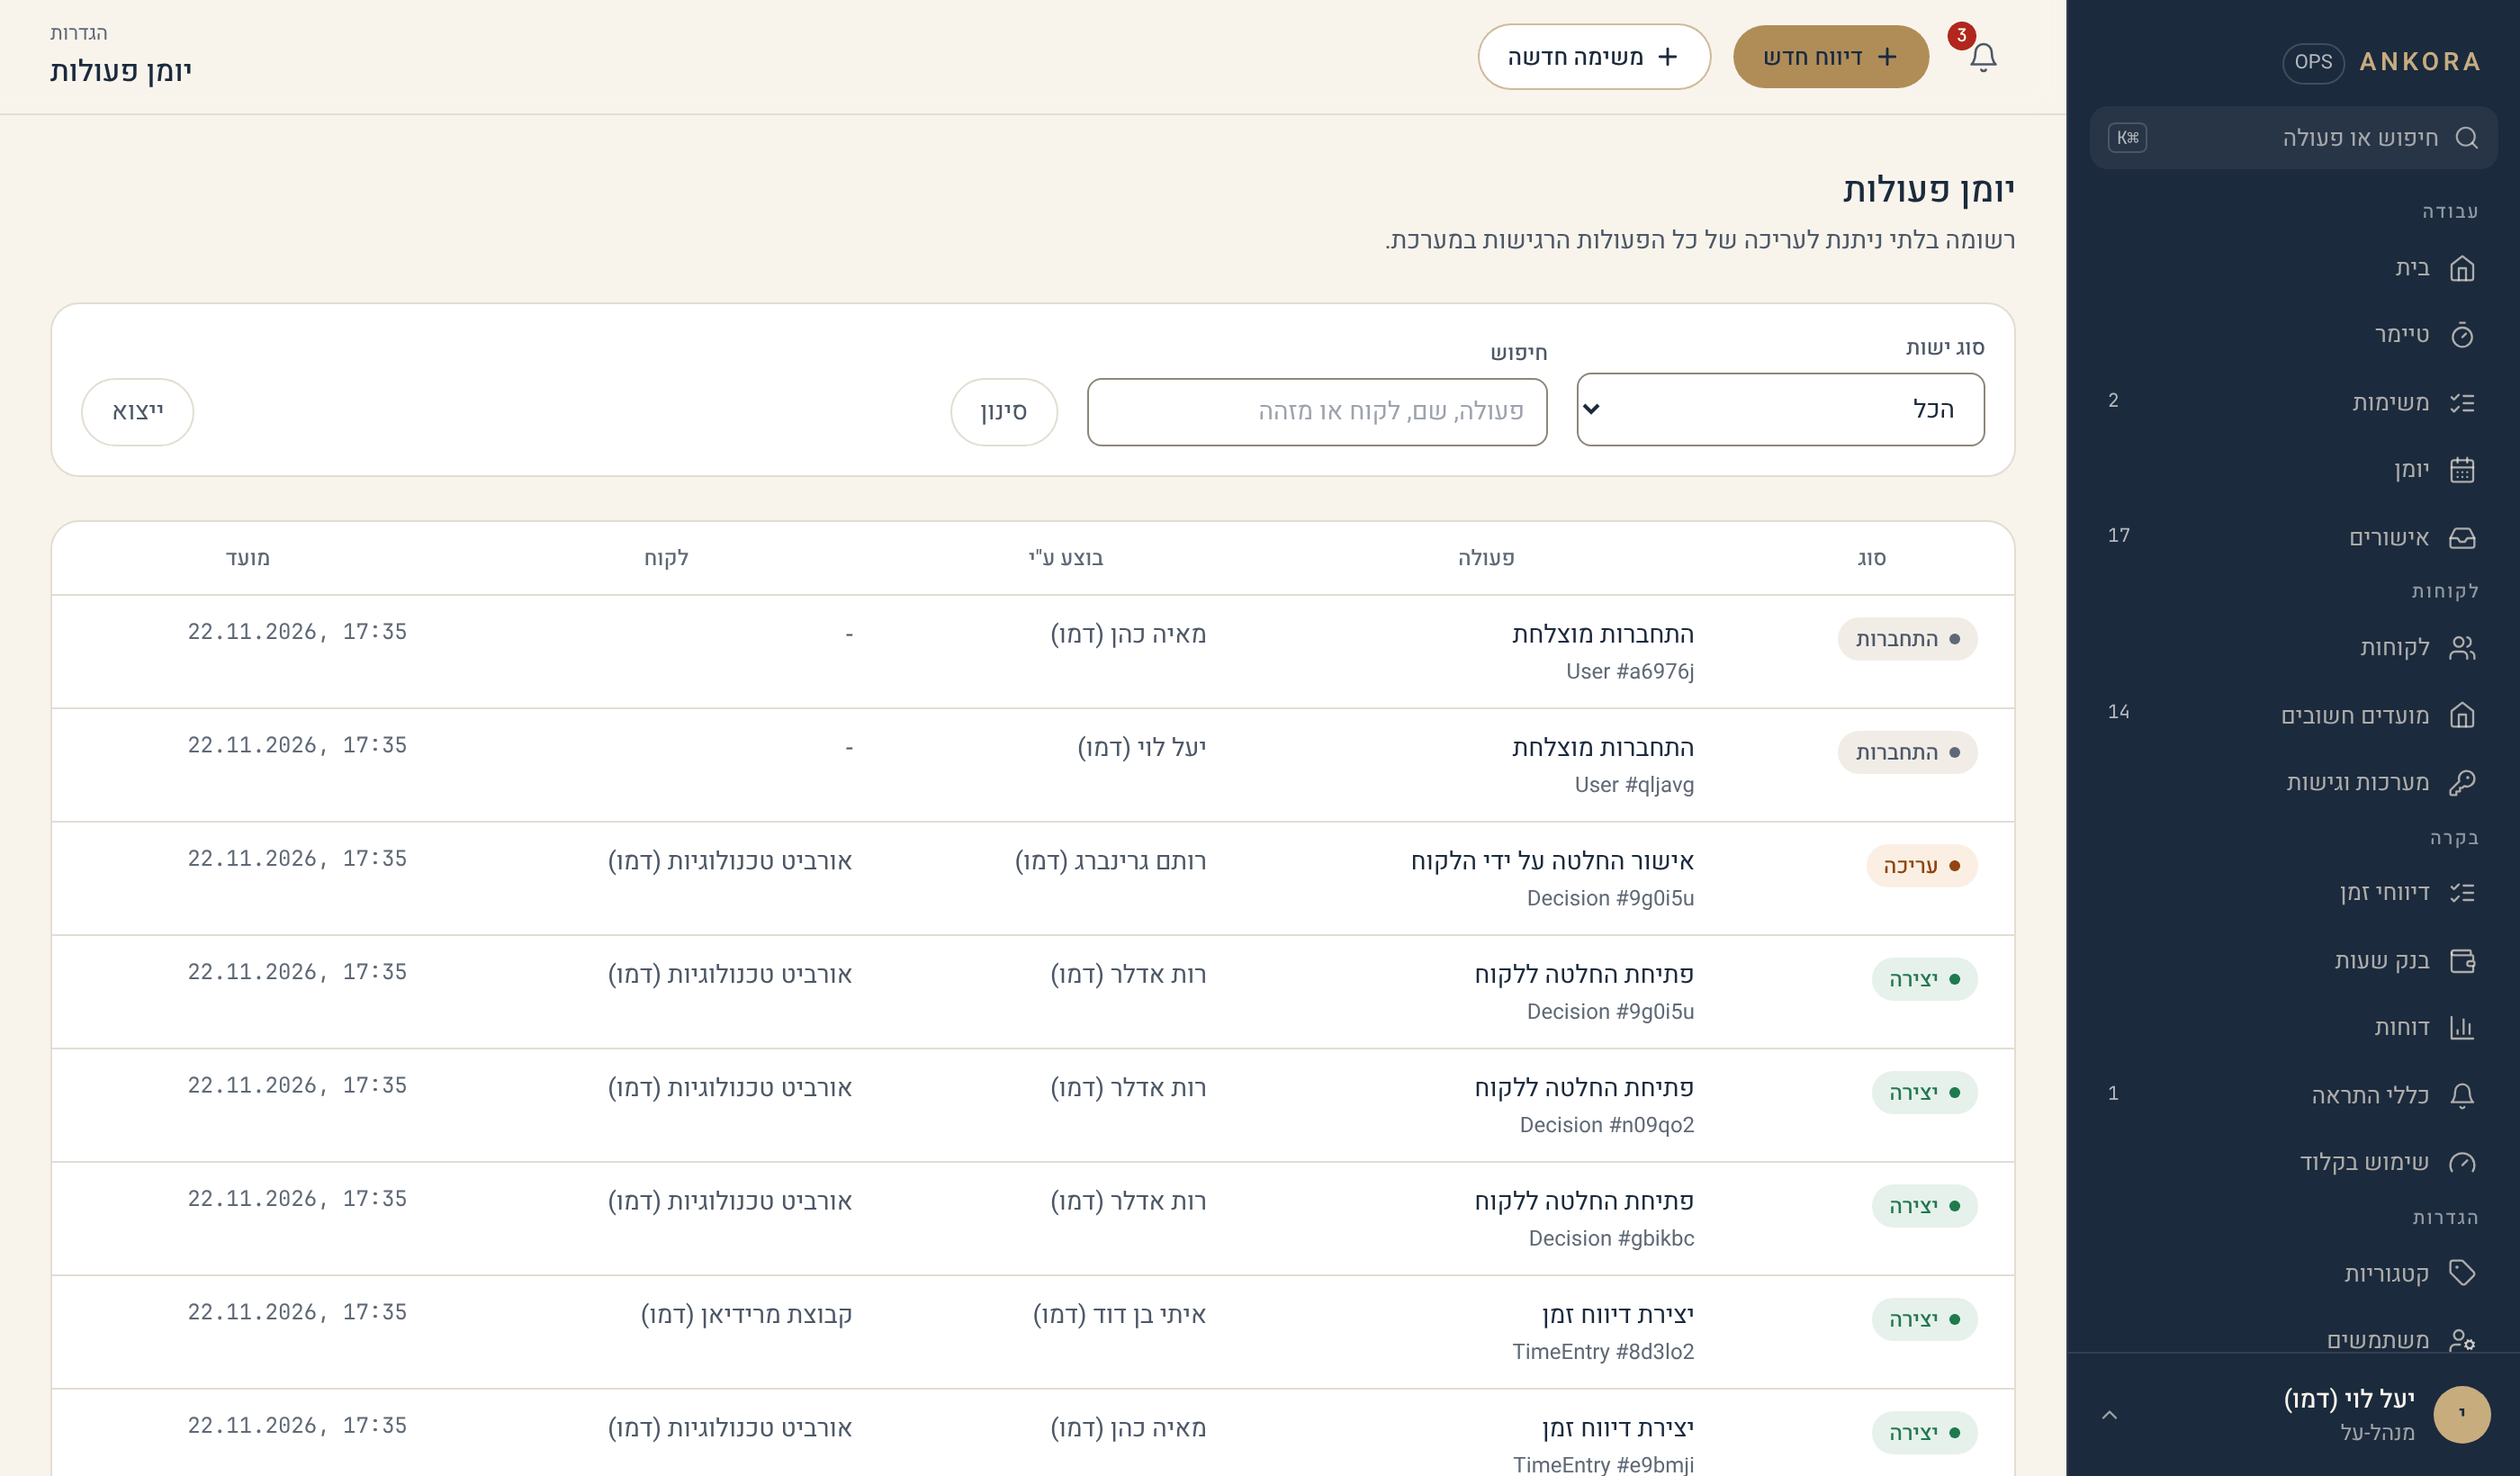 ANKORA OPS
חיפוש או פעולה ⌘K
עבודה
בית
טיימר
משימות 2
יומן
אישורים 17
לקוחות
לקוחות
מועדים חשובים 14
מערכות וגישות
בקרה
דיווחי זמן
בנק שעות
דוחות
כללי התראה 1
שימוש בקלוד
הגדרות
קטגוריות
משתמשים
י
יעל לוי (דמו)
מנהל-על
3
דיווח חדש
משימה חדשה
הגדרות
יומן פעולות
יומן פעולות
רשומה בלתי ניתנת לעריכה של כל הפעולות הרגישות במערכת.
סוג ישות
הכל
חיפוש
פעולה, שם, לקוח או מזהה
סינון
ייצוא
סוג פעולה בוצע ע"י לקוח מועד
התחברות התחברות מוצלחת מאיה כהן (דמו) - 22.11.2026, 17:35
User #a6976j
התחברות התחברות מוצלחת יעל לוי (דמו) - 22.11.2026, 17:35
User #qljavg
עריכה אישור החלטה על ידי הלקוח רותם גרינברג (דמו) אורביט טכנולוגיות (דמו) 22.11.2026, 17:35
Decision #9g0i5u
יצירה פתיחת החלטה ללקוח רות אדלר (דמו) אורביט טכנולוגיות (דמו) 22.11.2026, 17:35
Decision #9g0i5u
יצירה פתיחת החלטה ללקוח רות אדלר (דמו) אורביט טכנולוגיות (דמו) 22.11.2026, 17:35
Decision #n09qo2
יצירה פתיחת החלטה ללקוח רות אדלר (דמו) אורביט טכנולוגיות (דמו) 22.11.2026, 17:35
Decision #gbikbc
יצירה יצירת דיווח זמן איתי בן דוד (דמו) קבוצת מרידיאן (דמו) 22.11.2026, 17:35
TimeEntry #8d3lo2
יצירה יצירת דיווח זמן מאיה כהן (דמו) אורביט טכנולוגיות (דמו) 22.11.2026, 17:35
TimeEntry #e9bmji